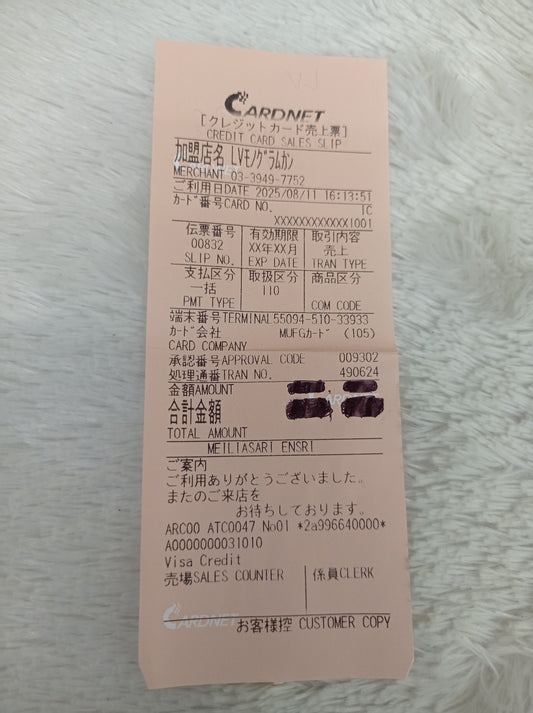 CARDNET
[クレジットカード売上票]
CREDIT CARD SALES SLIP
加盟店名 LVモノグラムカン
MERCHANT 03-3949-7752
ご利用日DATE 2025/08/11 16:13:51
カード番号CARD NO. IC
XXXXXXXXXXXX1001
伝票番号 有効期限 取引内容
00832 XX年XX月 売上
SLIP NO. EXP DATE TRAN TYPE
支払区分 取扱区分 商品区分
一括 110
PMT TYPE COM CODE
端末番号TERMINAL55094-510-33933
カード会社 MUFGカード (105)
CARD COMPANY
承認番号APPROVAL CODE 009302
処理通番TRAN NO. 490624
金額AMOUNT
合計金額
TOTAL AMOUNT
MEILIASARI ENSRI
ご案内
ご利用ありがとうございました。
またのご来店を
お待ちしております。
ARC00 ATC0047 No01 *2a996640000*
A0000000031010
Visa Credit
売場SALES COUNTER 係員CLERK
CARDNET
お客様控 CUSTOMER COPY